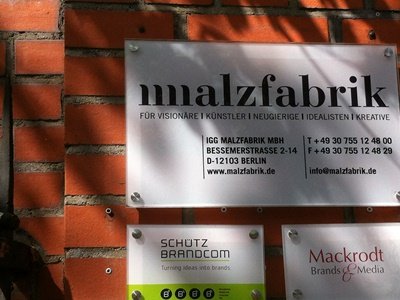 malzfabrik
FÜR VISIONÄRE | KÜNSTLER | NEUGIERIGE | IDEALISTEN | KREATIVE
IGG MALZFABRIK MBH
BESSEMERSTRASSE 2-14
D-12103 BERLIN
www.malzfabrik.de
T +49 30 755 12 48 00
F +49 30 755 12 48 29
info@malzfabrik.de
SCHÜTZ
BRANDCOM
Turning ideas into brands
Mackrodt
Brands & Media